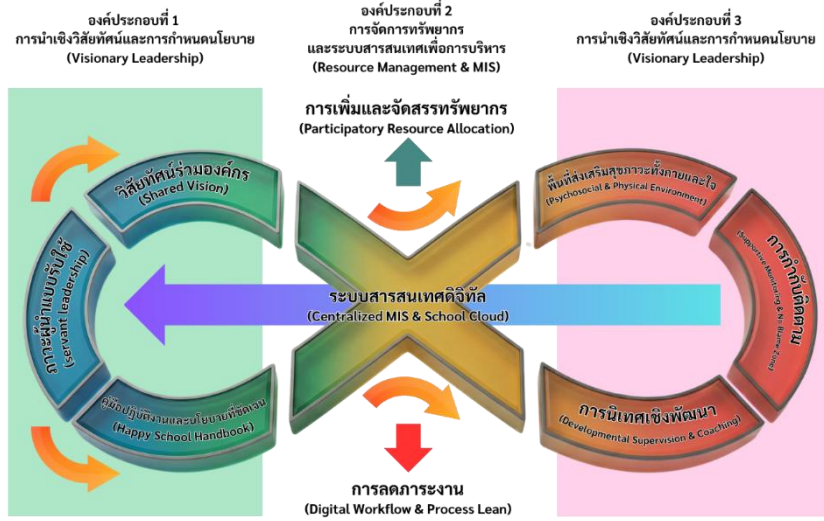 องค์ประกอบที่ 1
การนำเชิงวิสัยทัศน์และการกำหนดนโยบาย
(Visionary Leadership)
องค์ประกอบที่ 2
การจัดการทรัพยากร
และระบบสารสนเทศเพื่อการบริหาร
(Resource Management & MIS)
องค์ประกอบที่ 3
การนำเชิงวิสัยทัศน์และการกำหนดนโยบาย
(Visionary Leadership)
การเพิ่มและจัดสรรทรัพยากร
(Participatory Resource Allocation)
วิสัยทัศน์ร่วมองค์กร
(Shared Vision)
ภาวะผู้นำแบบรับใช้
(servant leadership)
คู่มือปฏิบัติงานและนโยบายที่ชัดเจน
(Happy School Handbook)
ระบบสารสนเทศดิจิทัล
(Centralized MIS & School Cloud)
พื้นที่ส่งเสริมสุขภาวะทั้งกายและใจ
(Psychosocial & Physical Environment)
การกำกับติดตาม
(Supportive Monitoring & No Blame Zone)
การนิเทศเชิงพัฒนา
(Developmental Supervision & Coaching)
การลดภาระงาน
(Digital Workflow & Process Lean)